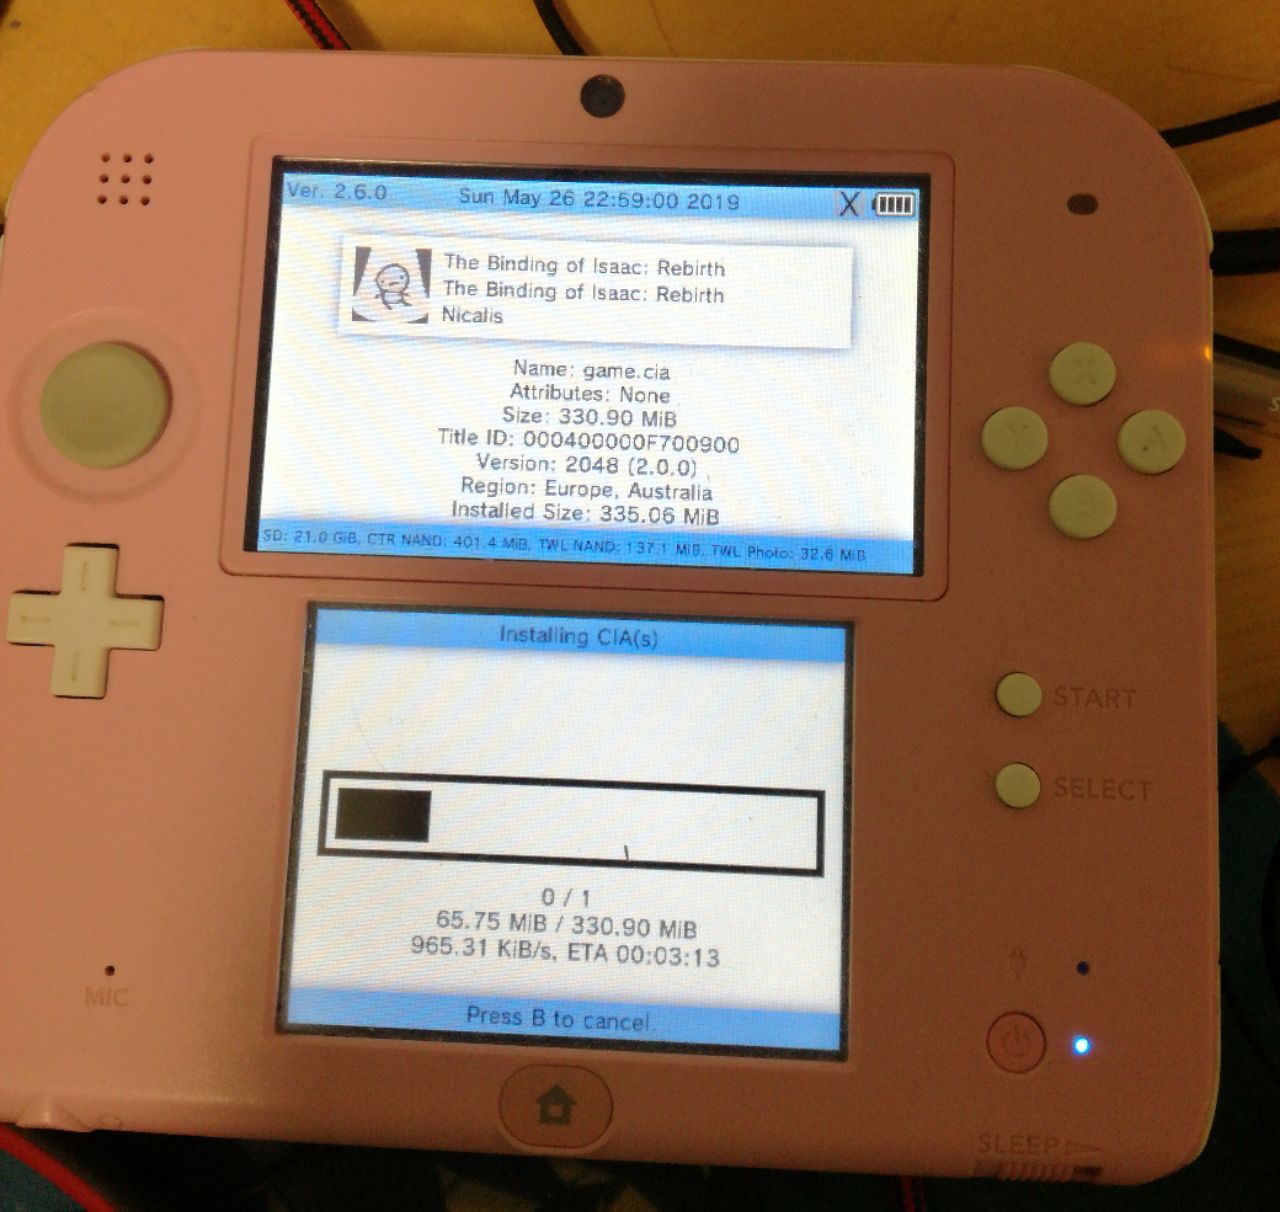 Ver. 2.6.0 Sun May 26 22:59:00 2019 X
The Binding of Isaac: Rebirth
The Binding of Isaac: Rebirth
Nicalis
Name: game.cia
Attributes: None
Size: 330.90 MiB
Title ID: 000400000F700900
Version: 2048 (2.0.0)
Region: Europe, Australia
Installed Size: 335.06 MiB
SD: 21.0 GiB, CTR NAND: 401.4 MiB, TWL NAND: 137.1 MiB, TWL Photo: 32.6 MiB
X
Y
A
Installing CIA(s)
START
SELECT
0 / 1
65.75 MiB / 330.90 MiB
965.31 KiB/s, ETA 00:03:13
Press B to cancel.
MIC
SLEEP